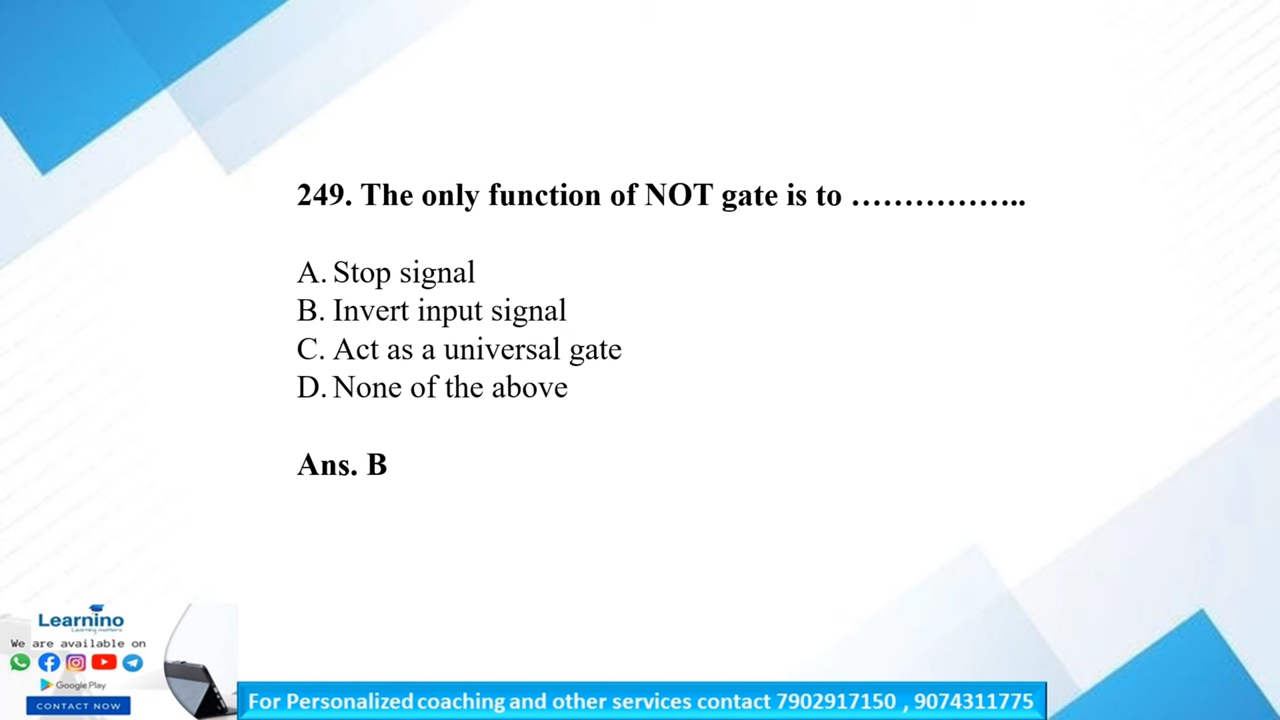 249. The only function of NOT gate is to ………………..
A. Stop signal
B. Invert input signal
C. Act as a universal gate
D. None of the above
Ans. B
Learnino
Learning matters
We are available on
Google Play
CONTACT NOW
For Personalized coaching and other services contact 7902917150 , 9074311775